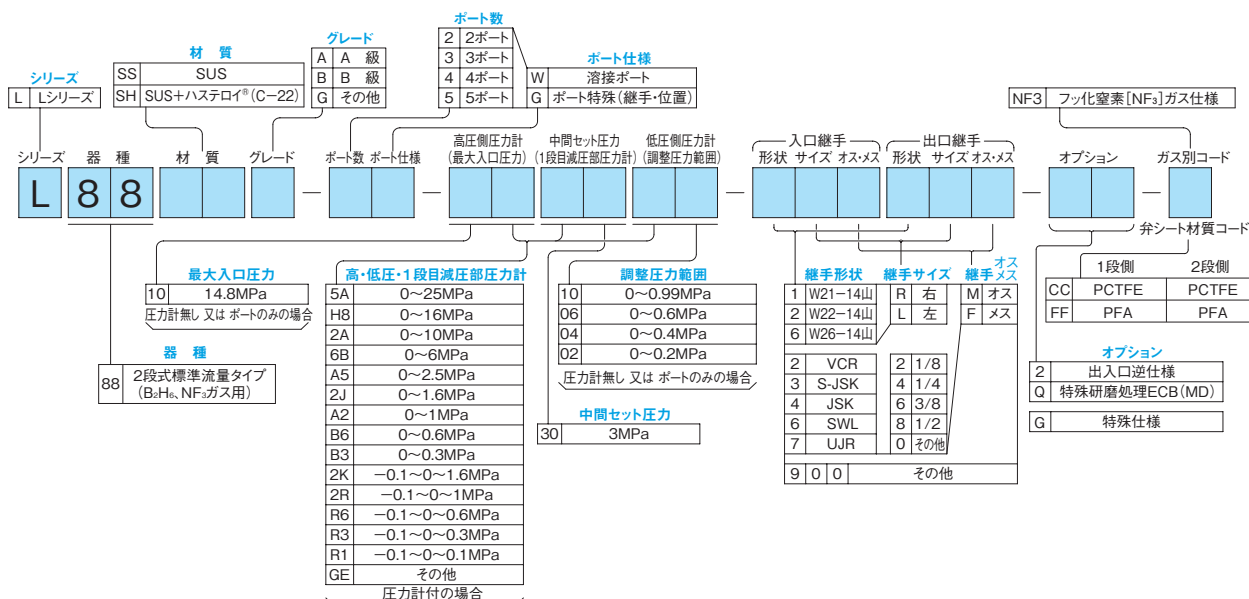 シリーズ
L Lシリーズ
材 質
SS SUS
SH SUS+ハステロイ®(C-22)
グレード
A A 級
B B 級
G その他
ポート数
2 2ポート
3 3ポート
4 4ポート
5 5ポート
ポート仕様
W 溶接ポート
G ポート特殊(継手・位置)
NF3 フッ化窒素[NF₃]ガス仕様
シリーズ 器 種 材 質 グレード ポート数 ポート仕様
高圧側圧力計
(最大入口圧力)
中間セット圧力
(1段目減圧部圧力計)
低圧側圧力計
(調整圧力範囲)
入口継手
形状 サイズ オス・メス
出口継手
形状 サイズ オス・メス
オプション
ガス別コード
L 8 8 — — — — —
弁シート材質コード
最大入口圧力
10 14.8MPa
圧力計無し 又は ポートのみの場合
器 種
88 2段式標準流量タイプ
(B₂H₆、NF₃ガス用)
高・低圧・1段目減圧部圧力計
5A 0〜25MPa
H8 0〜16MPa
2A 0〜10MPa
6B 0〜6MPa
A5 0〜2.5MPa
2J 0〜1.6MPa
A2 0〜1MPa
B6 0〜0.6MPa
B3 0〜0.3MPa
2K −0.1〜0〜1.6MPa
2R −0.1〜0〜1MPa
R6 −0.1〜0〜0.6MPa
R3 −0.1〜0〜0.3MPa
R1 −0.1〜0〜0.1MPa
GE その他
圧力計付の場合
調整圧力範囲
10 0〜0.99MPa
06 0〜0.6MPa
04 0〜0.4MPa
02 0〜0.2MPa
圧力計無し 又は ポートのみの場合
中間セット圧力
30 3MPa
継手形状 継手サイズ 継手 オス メス
1 W21−14山 R 右 M オス
2 W22−14山 L 左 F メス
6 W26−14山
2 VCR 2 1/8
3 S-JSK 4 1/4
4 JSK 6 3/8
6 SWL 8 1/2
7 UJR 0 その他
9 0 0 その他
1段側 2段側
CC PCTFE PCTFE
FF PFA PFA
オプション
2 出入口逆仕様
Q 特殊研磨処理ECB(MD)
G 特殊仕様